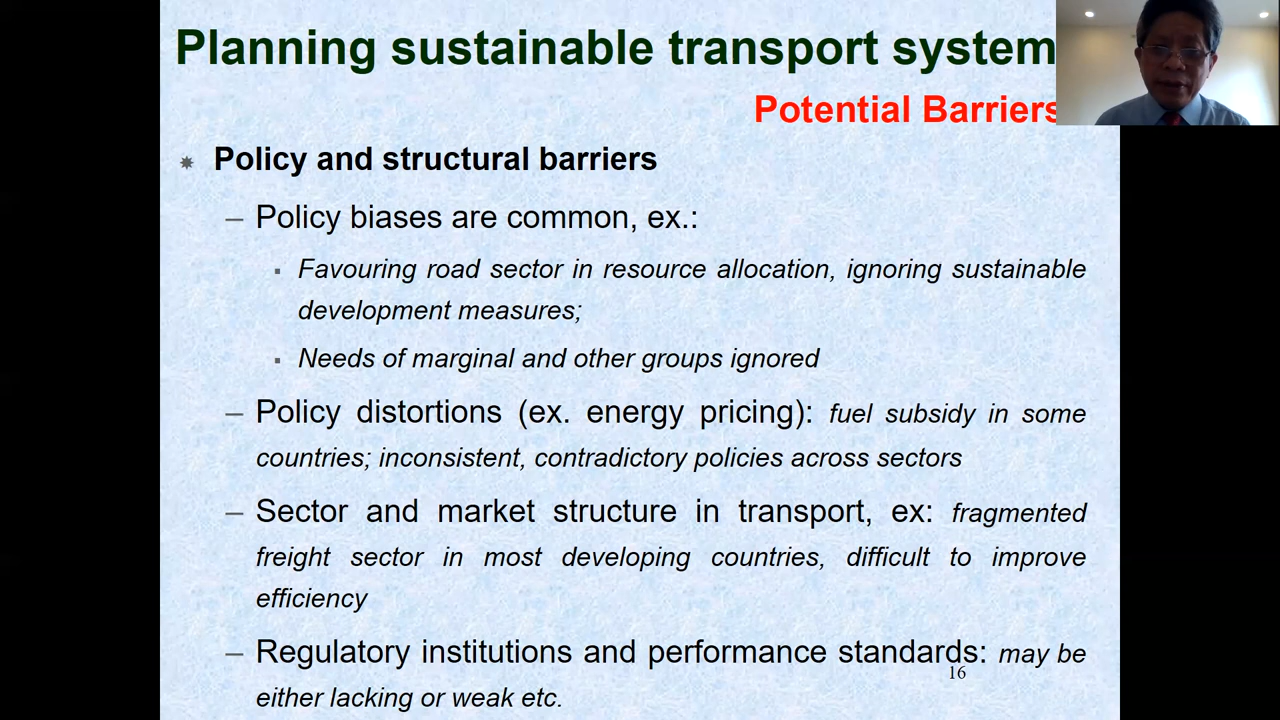 Planning sustainable transport system
Potential Barriers
Policy and structural barriers
– Policy biases are common, ex.:
Favouring road sector in resource allocation, ignoring sustainable
development measures;
Needs of marginal and other groups ignored
– Policy distortions (ex. energy pricing): fuel subsidy in some
countries; inconsistent, contradictory policies across sectors
– Sector and market structure in transport, ex: fragmented
freight sector in most developing countries, difficult to improve
efficiency
– Regulatory institutions and performance standards: may be
either lacking or weak etc.
16